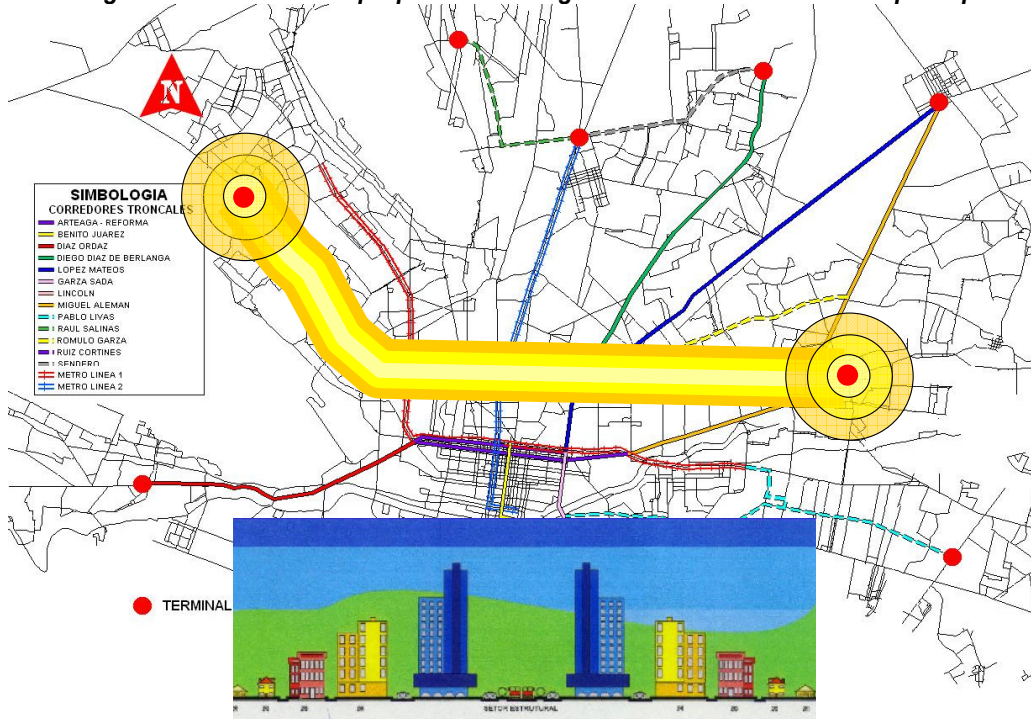 N
SIMBOLOGIA
CORREDORES TRONCALES
ARTEAGA - REFORMA
BENITO JUAREZ
DIAZ ORDAZ
DIEGO DIAZ DE BERLANGA
LOPEZ MATEOS
GARZA SADA
LINCOLN
MIGUEL ALEMAN
PABLO LIVAS
RAUL SALINAS
ROMULO GARZA
RUIZ CORTINES
SENDERO
METRO LINEA 1
METRO LINEA 2
TERMINAL
SETOR ESTRUTURAL